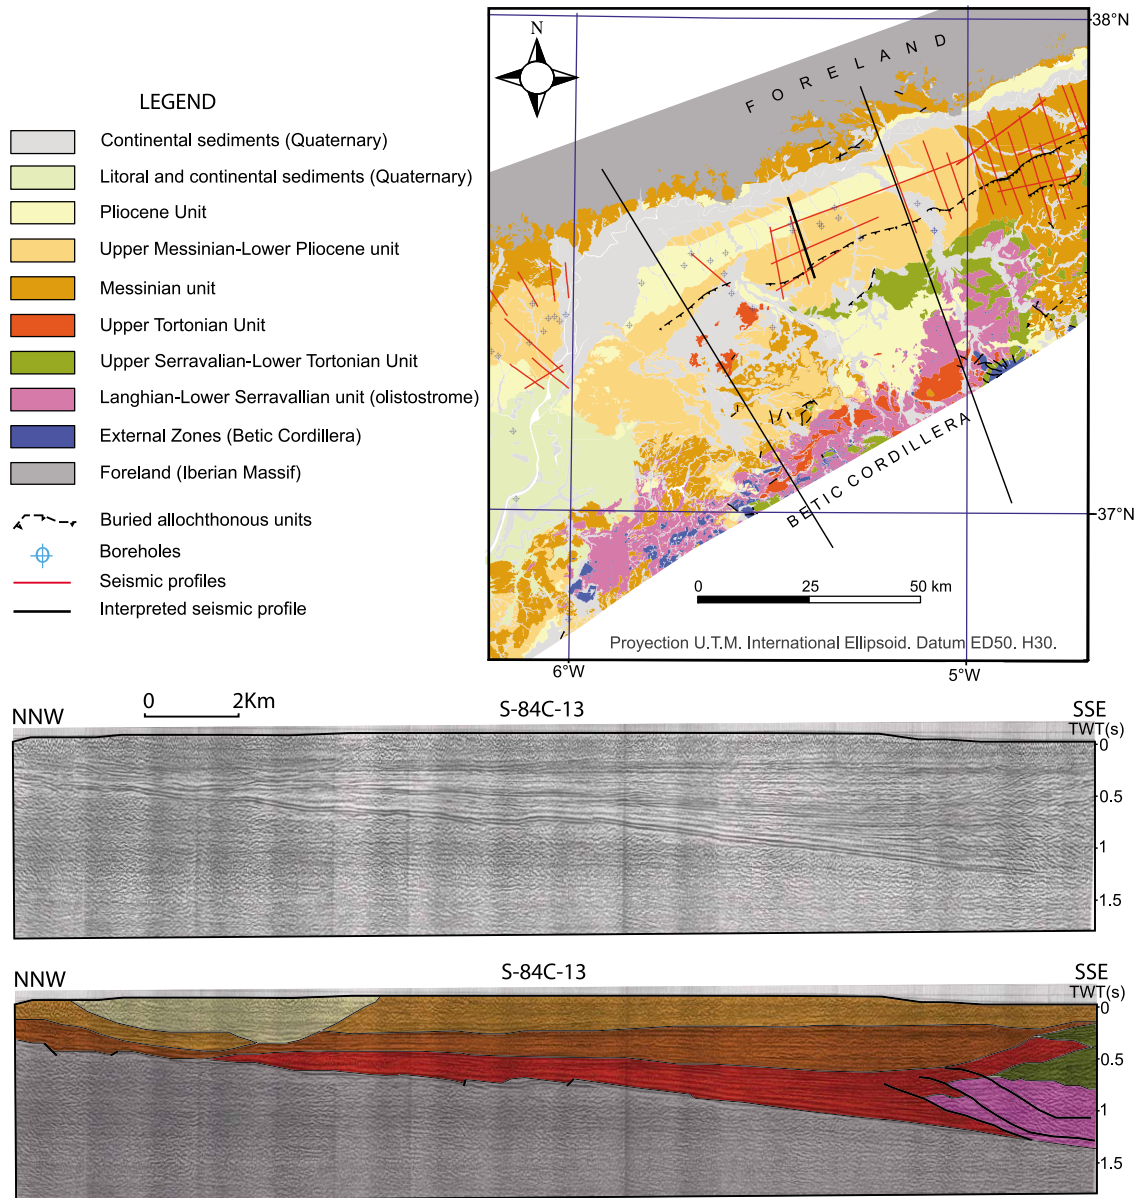 LEGEND
Continental sediments (Quaternary)
Litoral and continental sediments (Quaternary)
Pliocene Unit
Upper Messinian-Lower Pliocene unit
Messinian unit
Upper Tortonian Unit
Upper Serravalian-Lower Tortonian Unit
Langhian-Lower Serravallian unit (olistostrome)
External Zones (Betic Cordillera)
Foreland (Iberian Massif)
Buried allochthonous units
Boreholes
Seismic profiles
Interpreted seismic profile
N
FORELAND
38°N
37°N
BETIC CORDILLERA
0 25 50 km
Proyection U.T.M. International Ellipsoid. Datum ED50. H30.
6°W 5°W
0 2Km
NNW S-84C-13 SSE
TWT(s)
0
0.5
1
1.5
NNW S-84C-13 SSE
TWT(s)
0
0.5
1
1.5